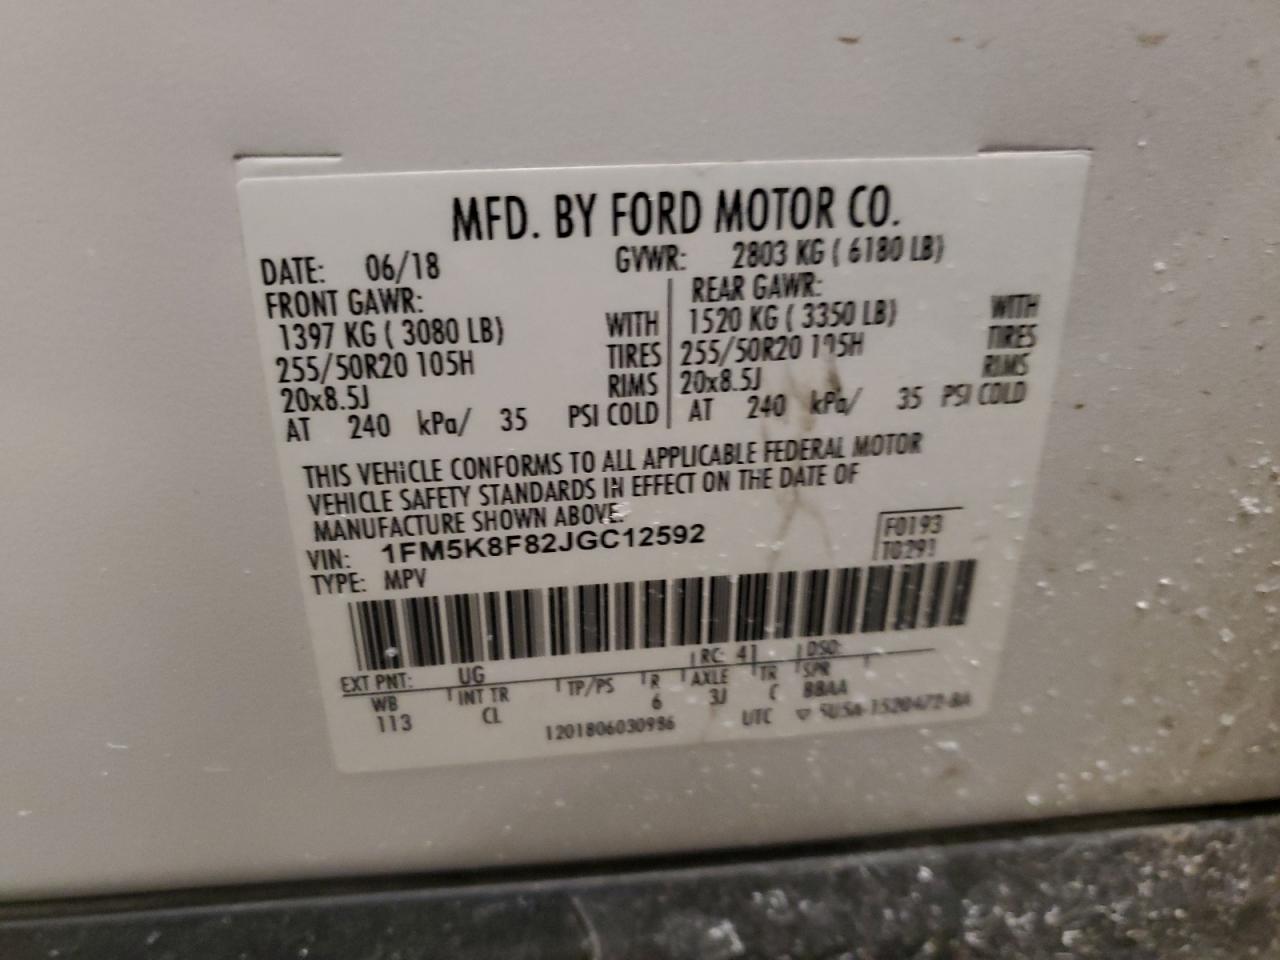 MFD. BY FORD MOTOR CO.
DATE: 06/18 GVWR: 2803 KG ( 6180 LB)
FRONT GAWR: REAR GAWR:
1397 KG ( 3080 LB) WITH 1520 KG ( 3350 LB) WITH
255/50R20 105H TIRES 255/50R20 105H TIRES
20x8.5J RIMS 20x8.5J RIMS
AT 240 kPa/ 35 PSI COLD AT 240 kPa/ 35 PSI COLD
THIS VEHICLE CONFORMS TO ALL APPLICABLE FEDERAL MOTOR
VEHICLE SAFETY STANDARDS IN EFFECT ON THE DATE OF
MANUFACTURE SHOWN ABOVE.
VIN: 1FM5K8F82JGC12592 F0193
TYPE: MPV T0291
EXT PNT: UG RC: 41 DSO:
WB INT TR TP/PS R AXLE TR SPR
113 CL 6 3J C BBAA
1201806030986 UTC